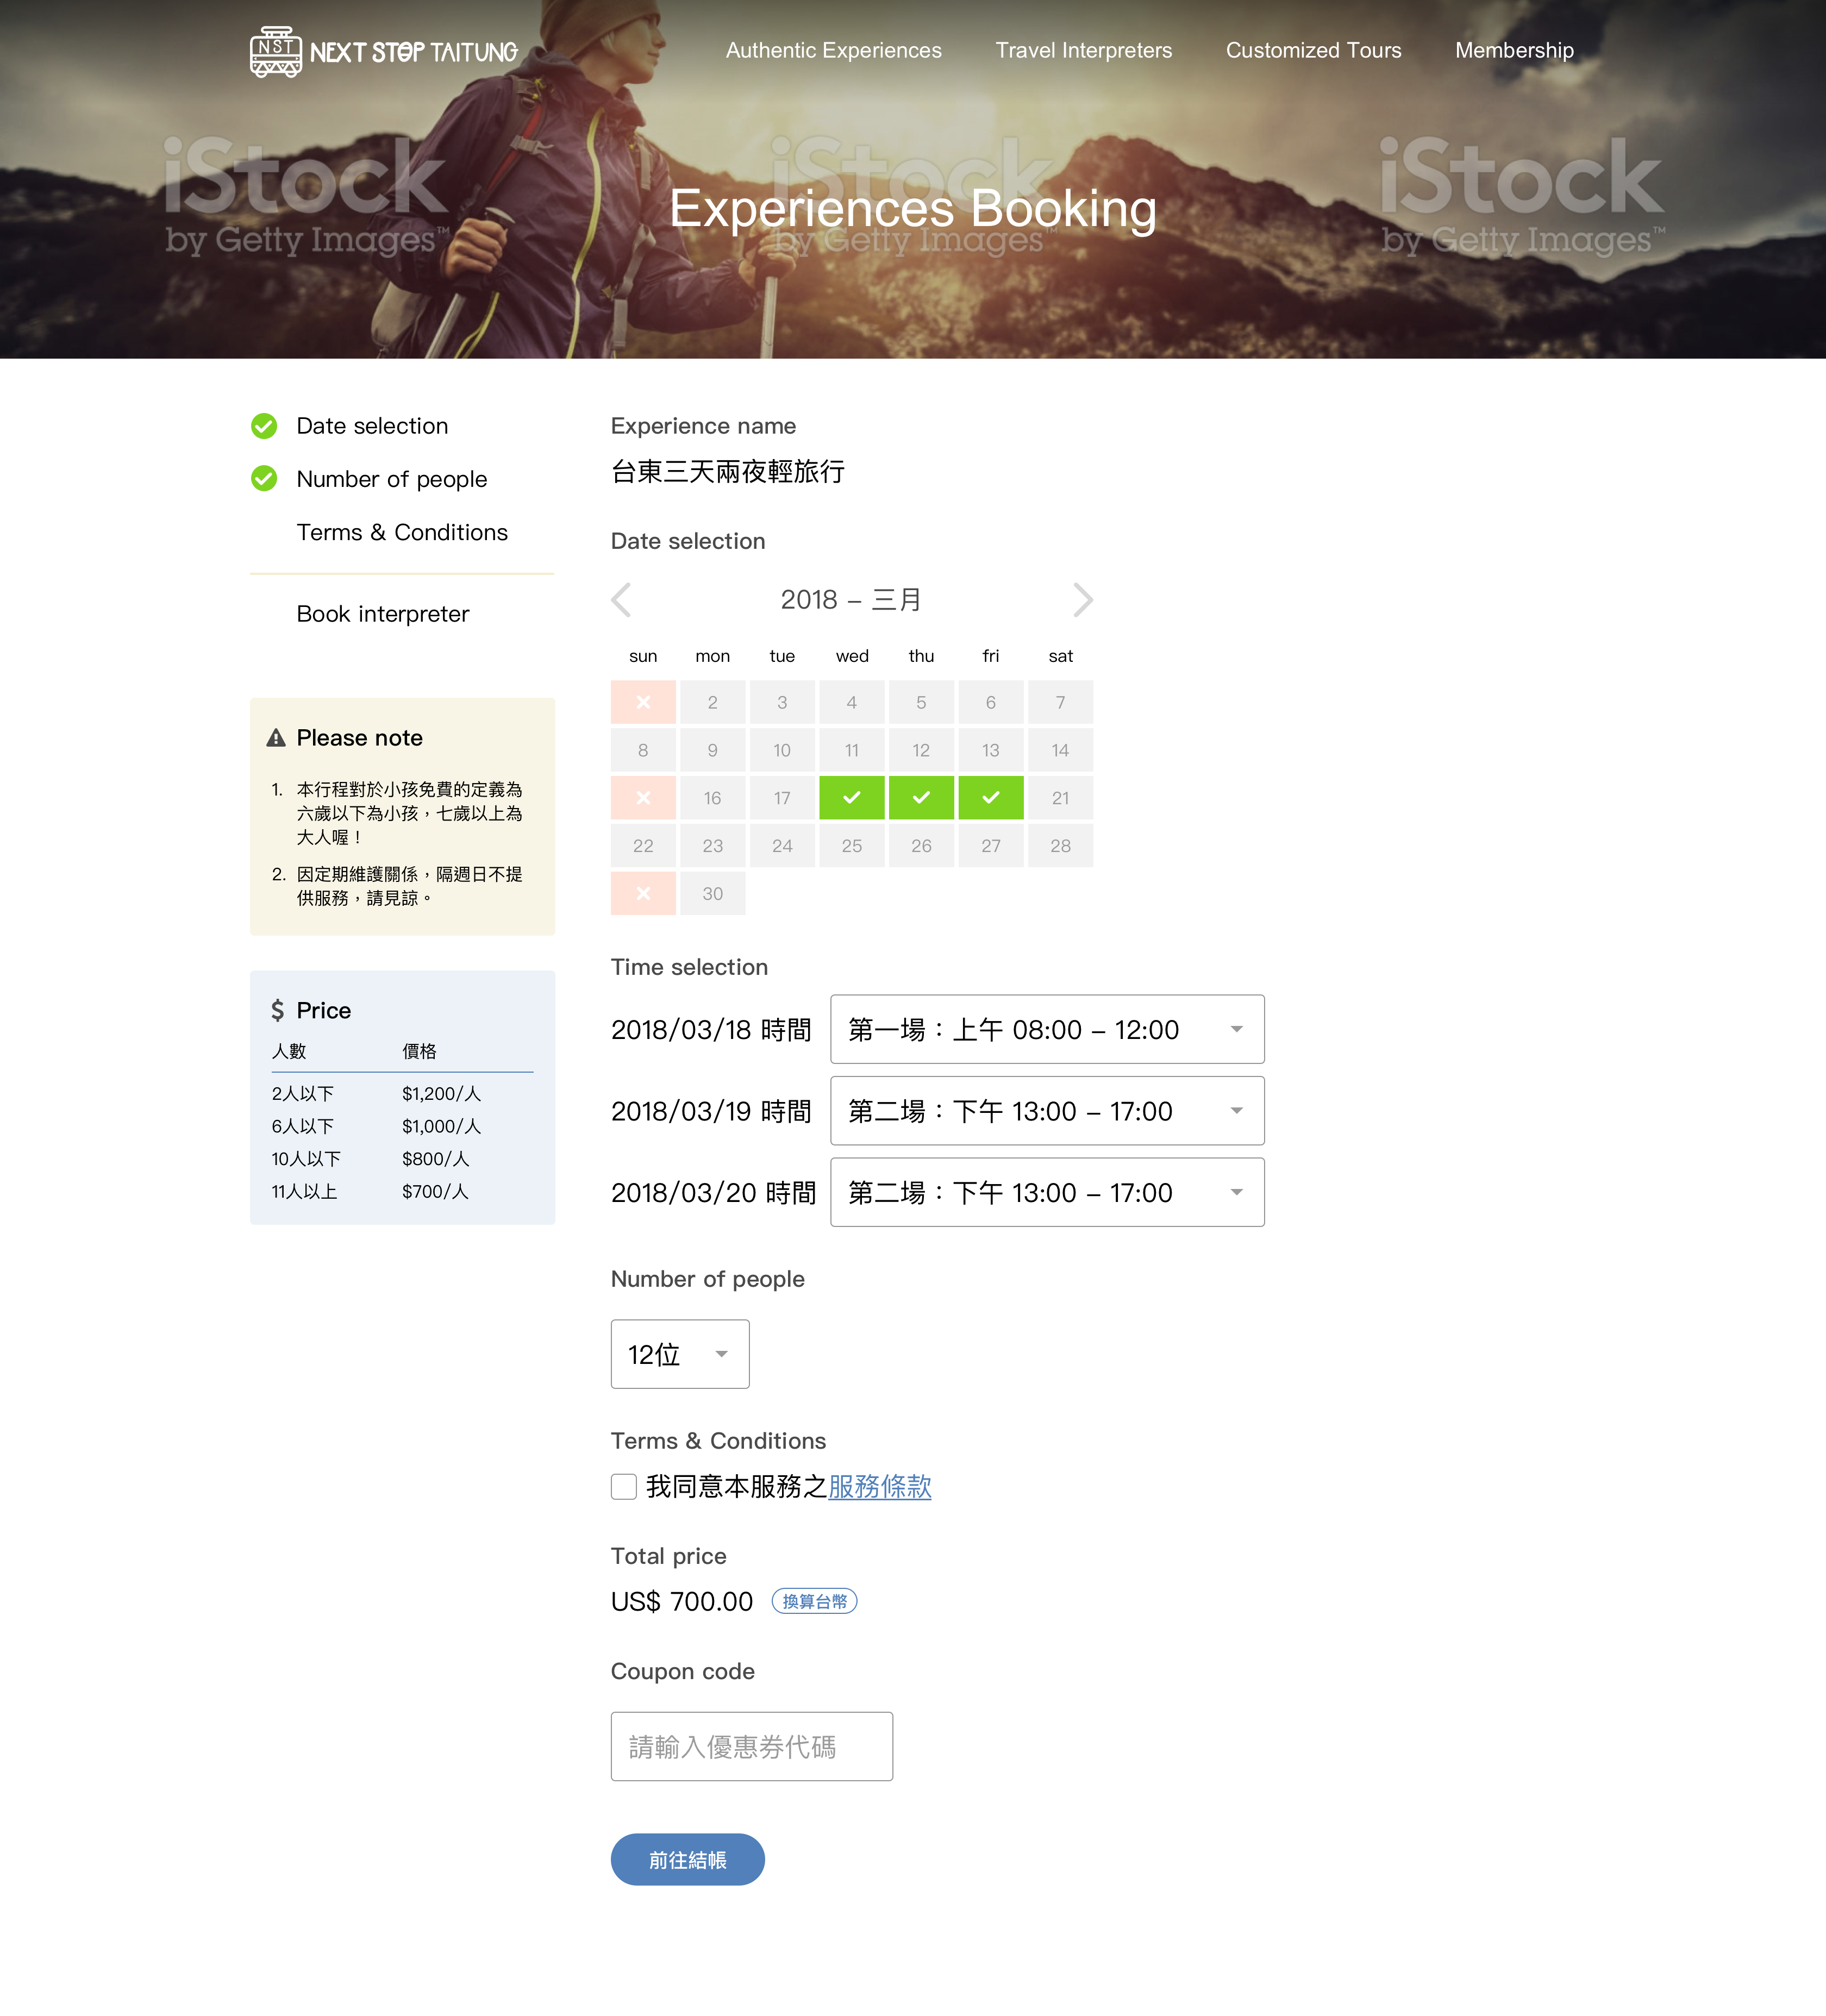 NST NEXT STOP TAITUNG
Authentic Experiences Travel Interpreters Customized Tours Membership
iStock iStock iStock
by Getty Images™ by Getty Images™ by Getty Images™
Experiences Booking
Date selection
Number of people
Terms & Conditions
Book interpreter
Please note
1. 本行程對於小孩免費的定義為
六歲以下為小孩，七歲以上為
大人喔！
2. 因定期維護關係，隔週日不提
供服務，請見諒。
$ Price
人數 價格
2人以下 $1,200/人
6人以下 $1,000/人
10人以下 $800/人
11人以上 $700/人
Experience name
台東三天兩夜輕旅行
Date selection
2018 – 三月
sun mon tue wed thu fri sat
2 3 4 5 6 7
8 9 10 11 12 13 14
16 17 21
22 23 24 25 26 27 28
30
Time selection
2018/03/18 時間 第一場：上午 08:00 – 12:00
2018/03/19 時間 第二場：下午 13:00 – 17:00
2018/03/20 時間 第二場：下午 13:00 – 17:00
Number of people
12位
Terms & Conditions
我同意本服務之服務條款
Total price
US$ 700.00 換算台幣
Coupon code
請輸入優惠券代碼
前往結帳